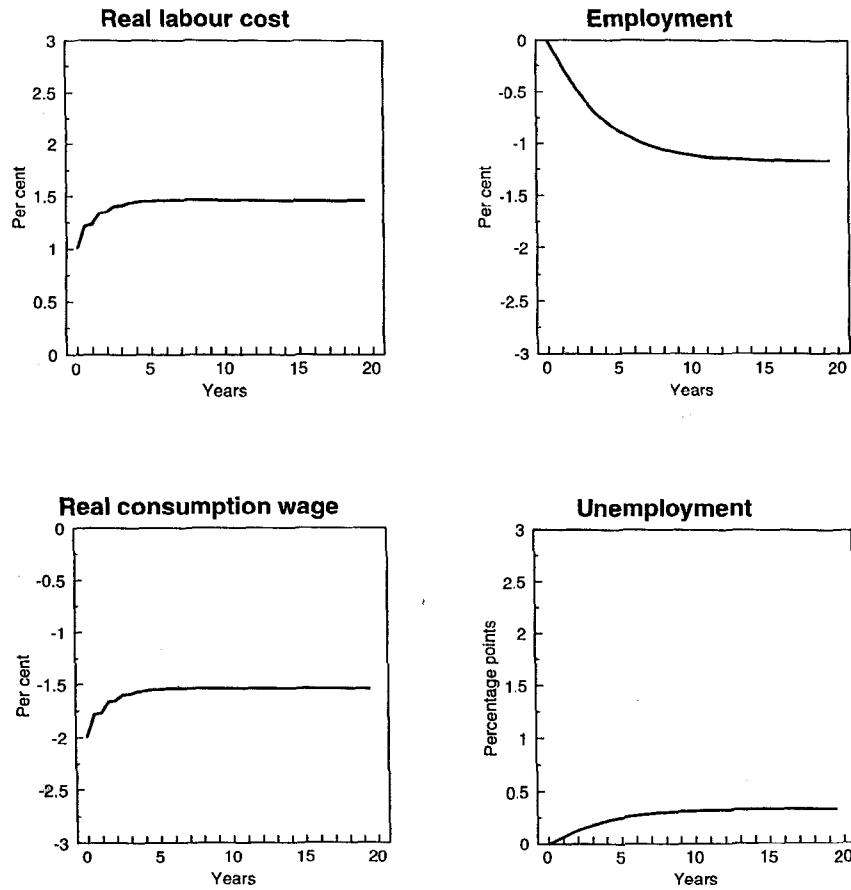 Real labour cost
3
2.5
2
1.5
1
0.5
0
Per cent
0 5 10 15 20
Years
Employment
0
-0.5
-1
-1.5
-2
-2.5
-3
Per cent
0 5 10 15 20
Years
Real consumption wage
0
-0.5
-1
-1.5
-2
-2.5
-3
Per cent
0 5 10 15 20
Years
Unemployment
3
2.5
2
1.5
1
0.5
0
Percentage points
0 5 10 15 20
Years